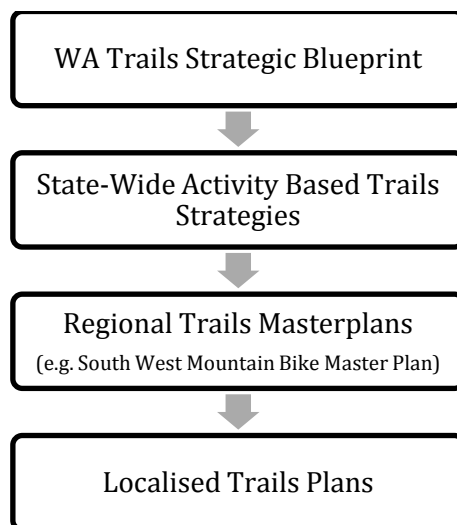 WA Trails Strategic Blueprint
State-Wide Activity Based Trails
Strategies
Regional Trails Masterplans
(e.g. South West Mountain Bike Master Plan)
Localised Trails Plans